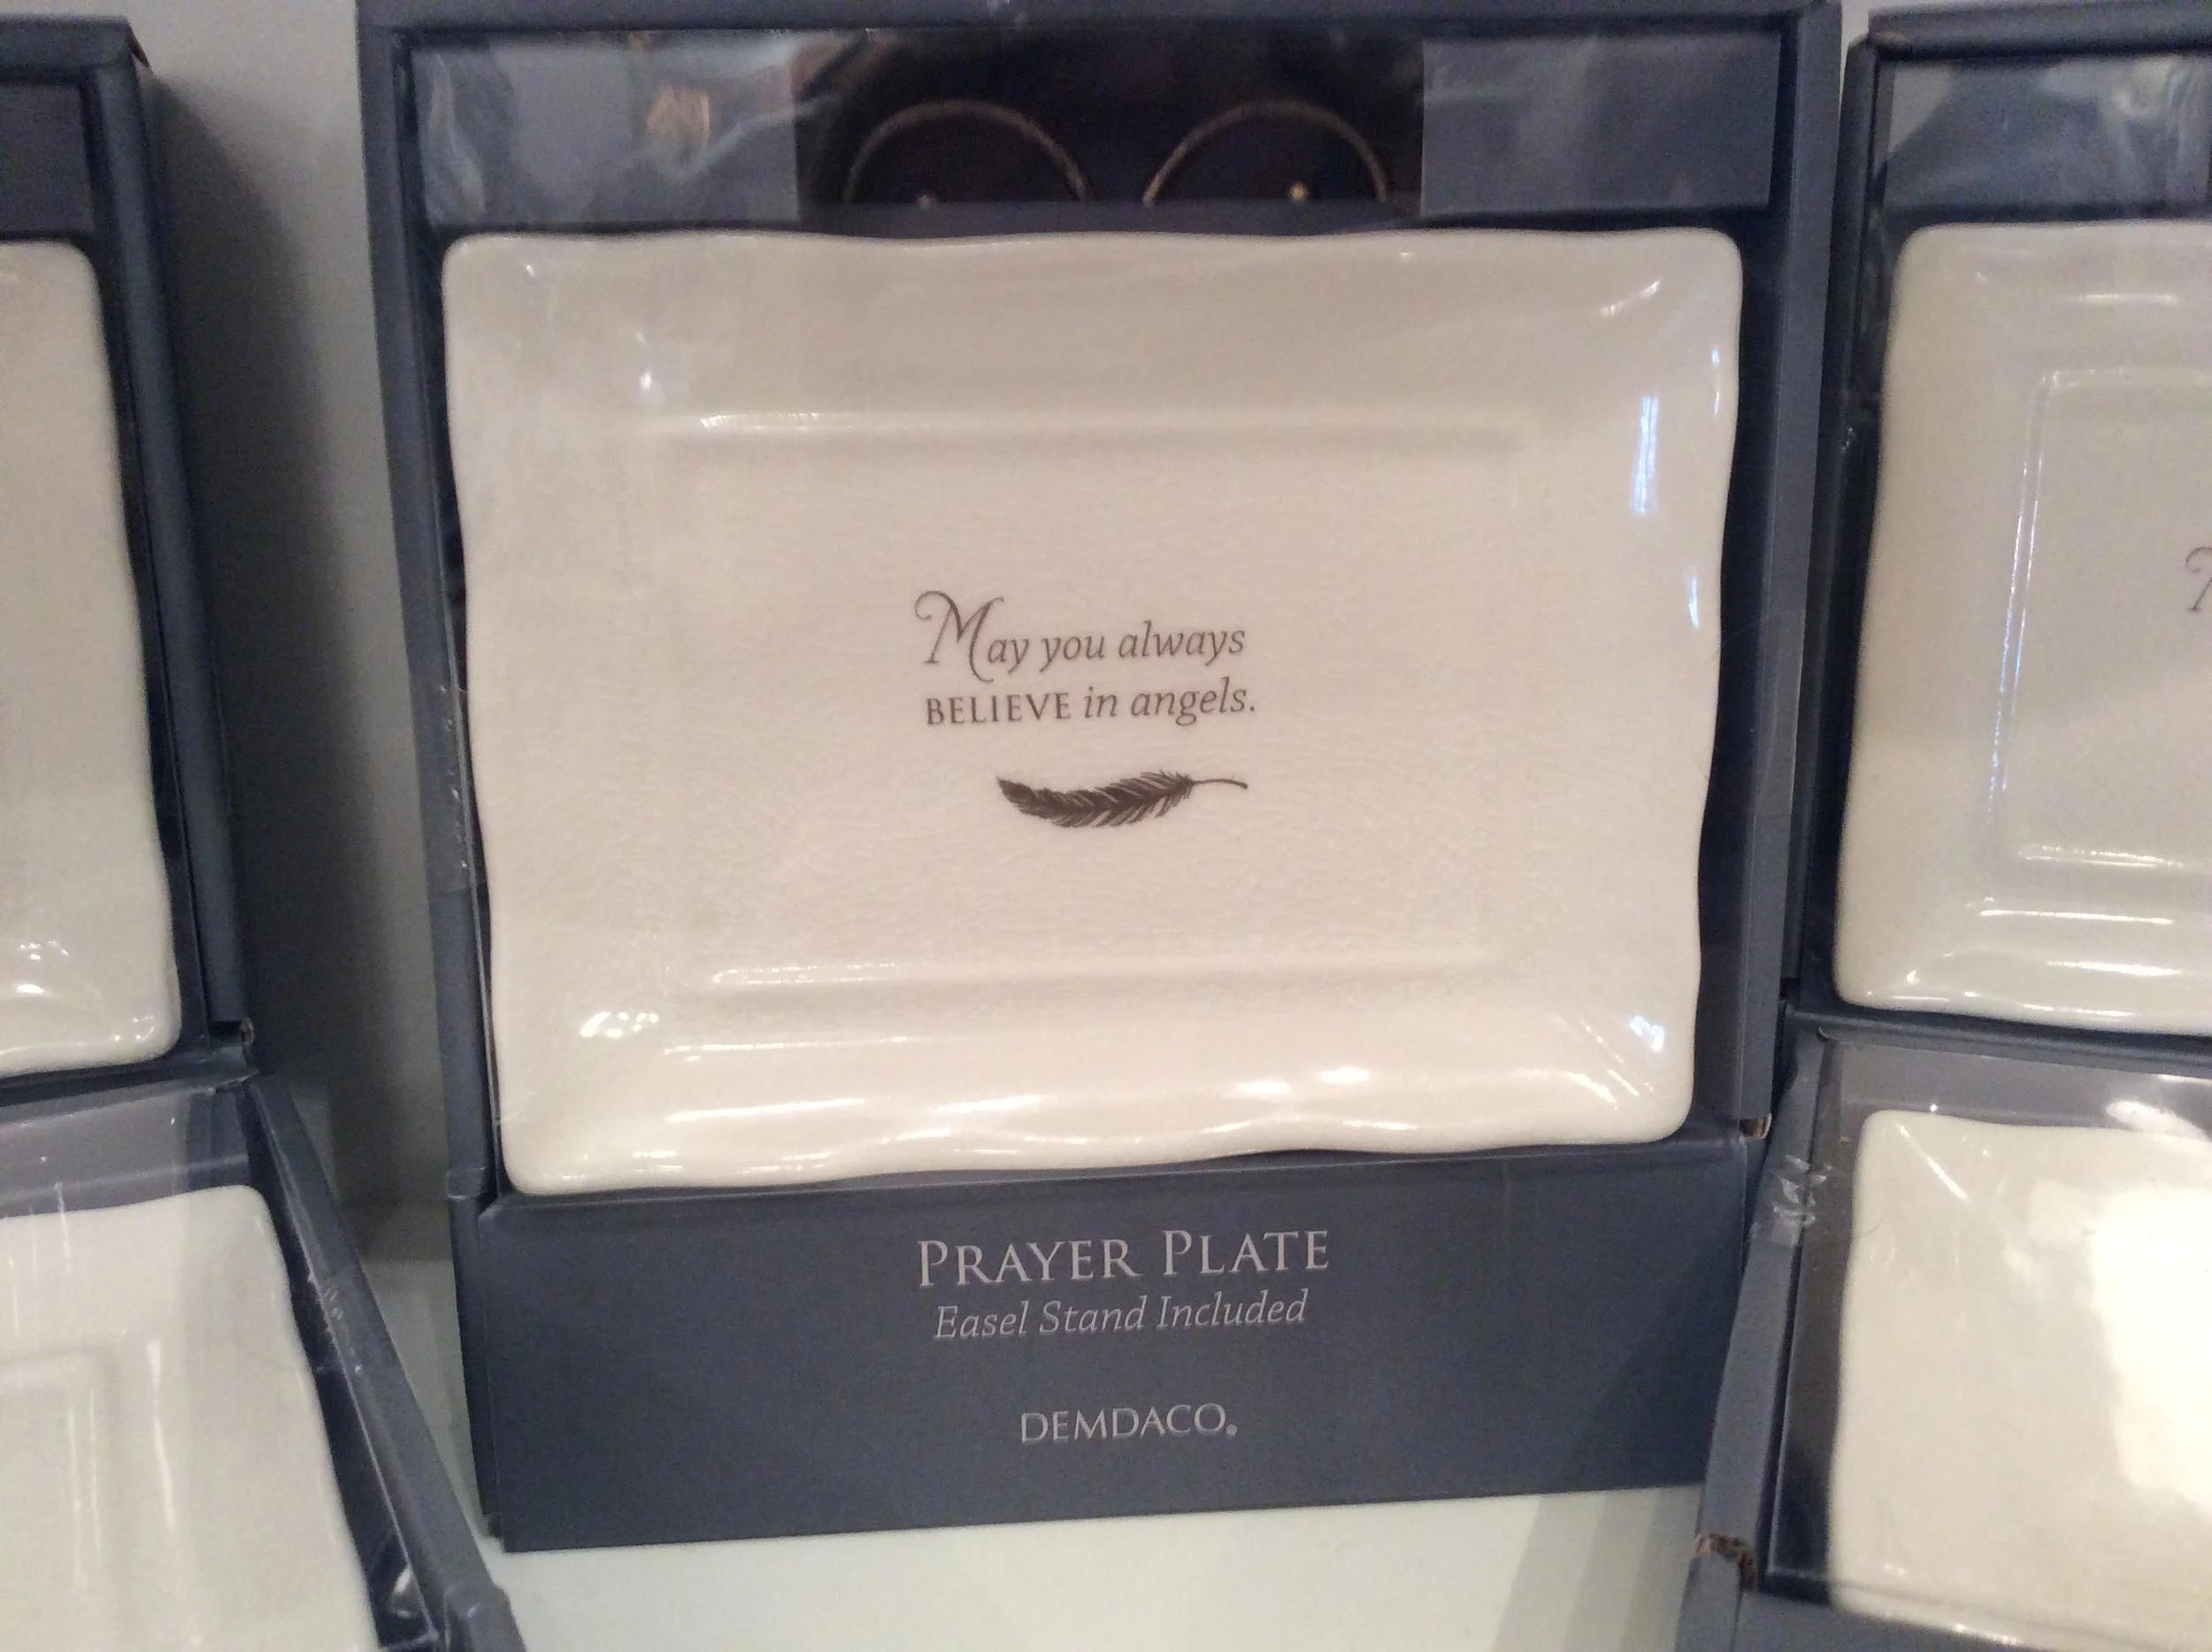 May you always
BELIEVE in angels.
PRAYER PLATE
Easel Stand Included
DEMDACO®